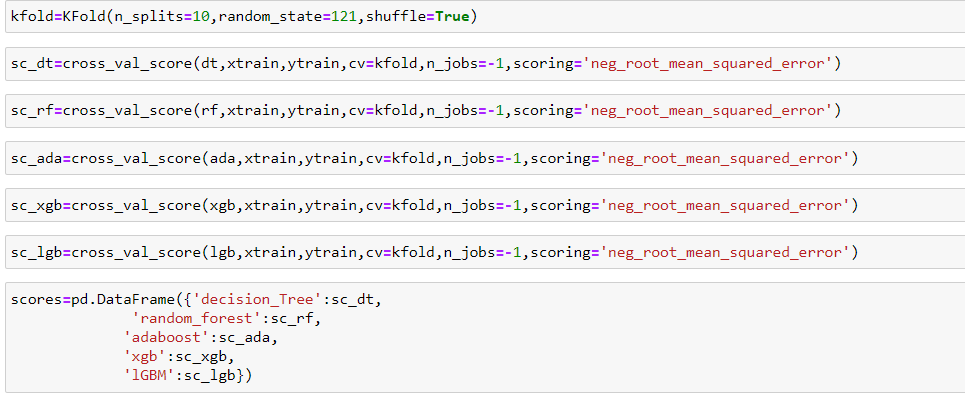 kfold=KFold(n_splits=10,random_state=121,shuffle=True)
sc_dt=cross_val_score(dt,xtrain,ytrain,cv=kfold,n_jobs=-1,scoring='neg_root_mean_squared_error')
sc_rf=cross_val_score(rf,xtrain,ytrain,cv=kfold,n_jobs=-1,scoring='neg_root_mean_squared_error')
sc_ada=cross_val_score(ada,xtrain,ytrain,cv=kfold,n_jobs=-1,scoring='neg_root_mean_squared_error')
sc_xgb=cross_val_score(xgb,xtrain,ytrain,cv=kfold,n_jobs=-1,scoring='neg_root_mean_squared_error')
sc_lgb=cross_val_score(lgb,xtrain,ytrain,cv=kfold,n_jobs=-1,scoring='neg_root_mean_squared_error')
scores=pd.DataFrame({'decision_Tree':sc_dt,
'random_forest':sc_rf,
'adaboost':sc_ada,
'xgb':sc_xgb,
'lGBM':sc_lgb})